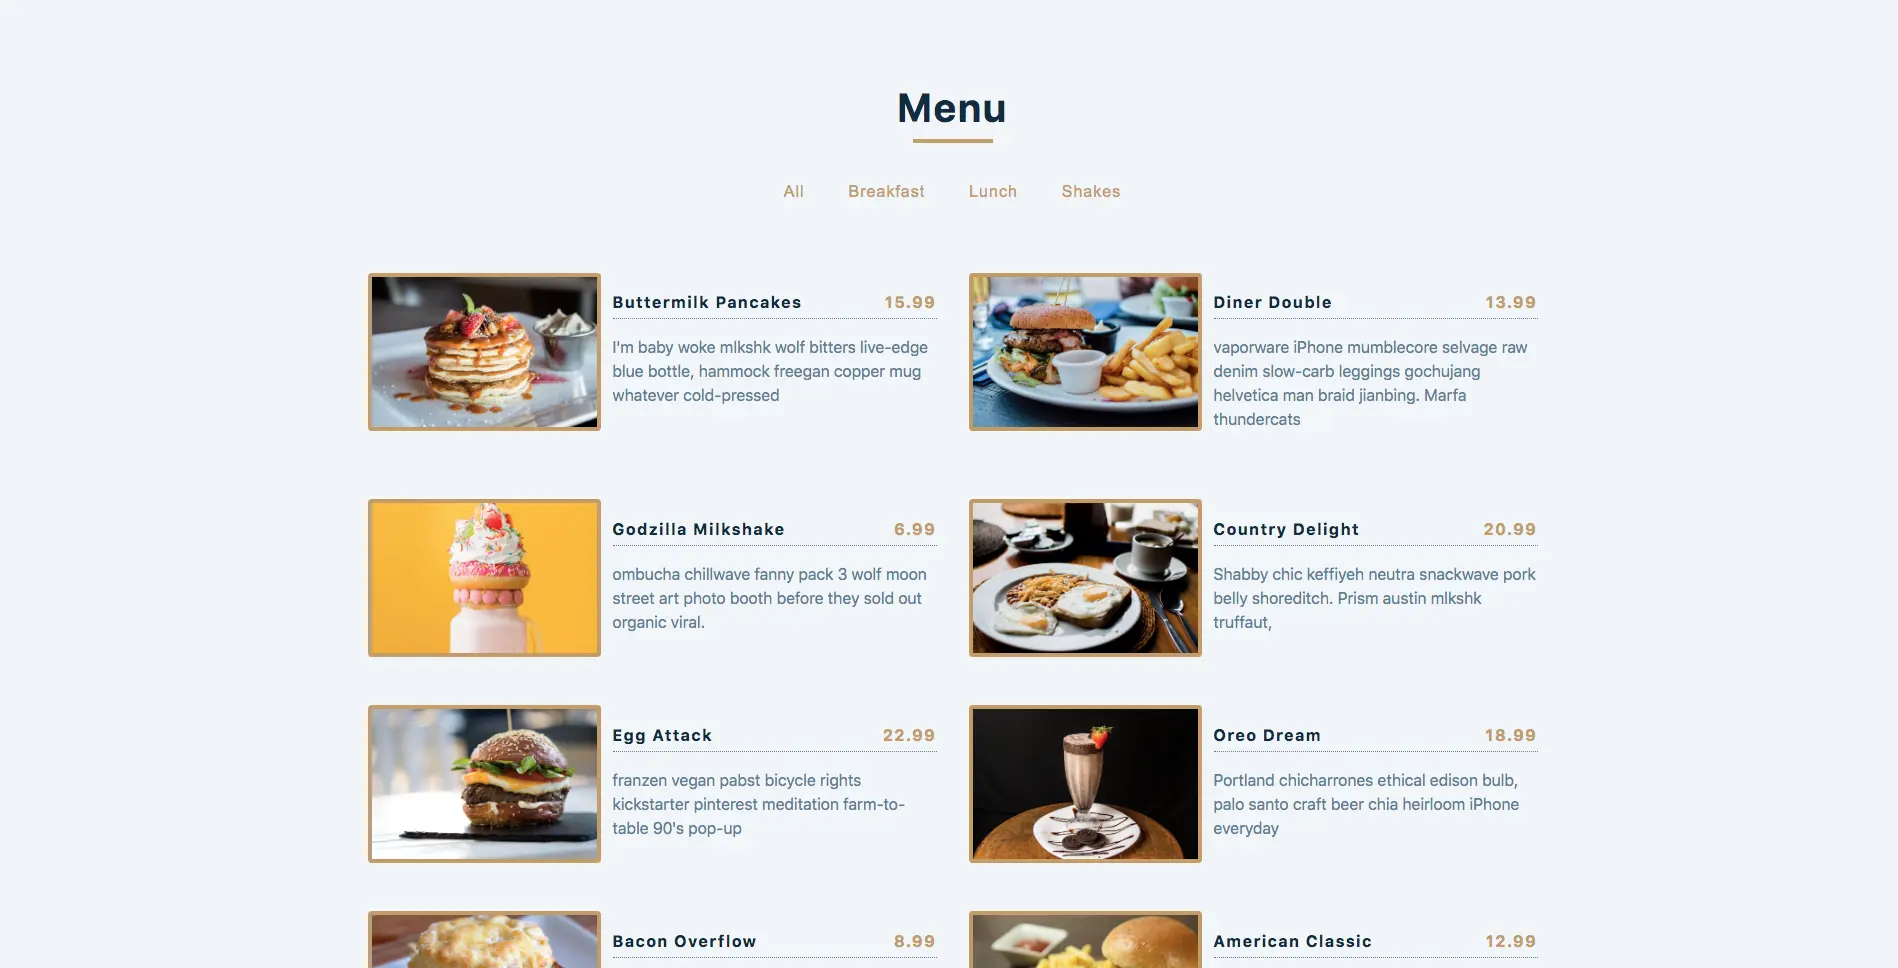 Menu
All Breakfast Lunch Shakes
Buttermilk Pancakes 15.99
I'm baby woke mlkshk wolf bitters live-edge
blue bottle, hammock freegan copper mug
whatever cold-pressed
Diner Double 13.99
vaporware iPhone mumblecore selvage raw
denim slow-carb leggings gochujang
helvetica man braid jianbing. Marfa
thundercats
Godzilla Milkshake 6.99
ombucha chillwave fanny pack 3 wolf moon
street art photo booth before they sold out
organic viral.
Country Delight 20.99
Shabby chic keffiyeh neutra snackwave pork
belly shoreditch. Prism austin mlkshk
truffaut,
Egg Attack 22.99
franzen vegan pabst bicycle rights
kickstarter pinterest meditation farm-to-
table 90's pop-up
Oreo Dream 18.99
Portland chicharrones ethical edison bulb,
palo santo craft beer chia heirloom iPhone
everyday
Bacon Overflow 8.99
American Classic 12.99